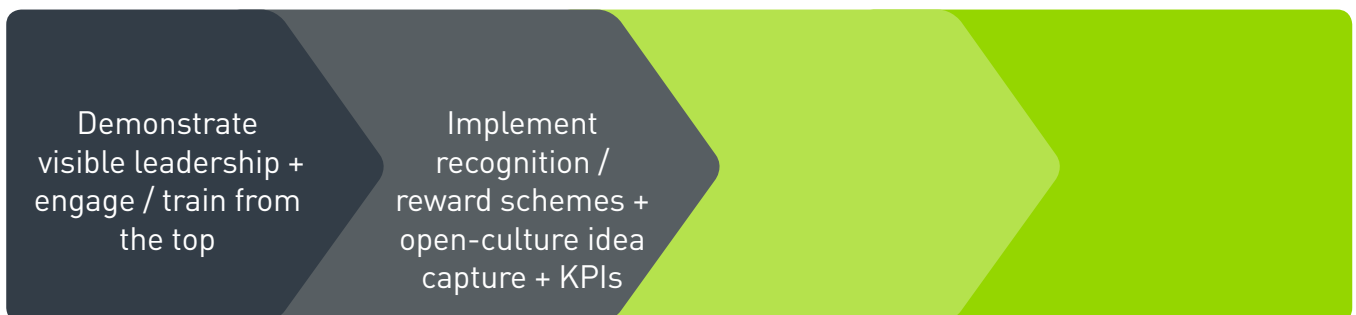 Demonstrate
visible leadership +
engage / train from
the top
Implement
recognition /
reward schemes +
open-culture idea
capture + KPIs